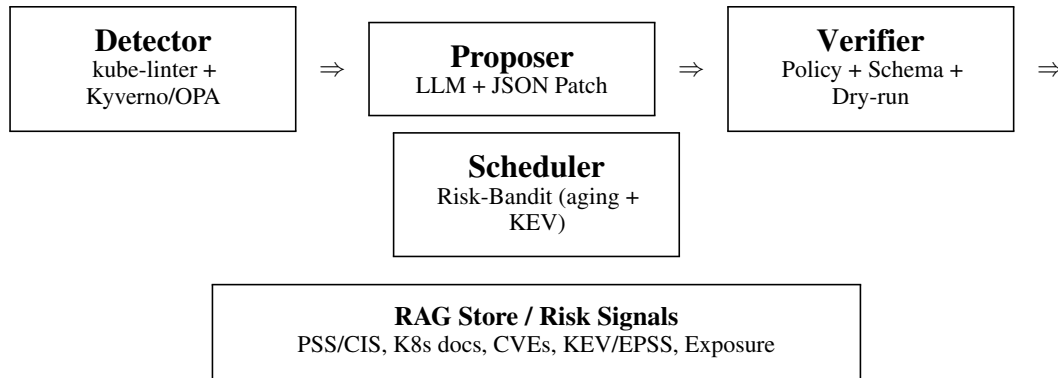 Detector
kube-linter +
Kyverno/OPA
⇒
Proposer
LLM + JSON Patch
⇒
Verifier
Policy + Schema +
Dry-run
⇒
Scheduler
Risk-Bandit (aging +
KEV)
RAG Store / Risk Signals
PSS/CIS, K8s docs, CVEs, KEV/EPSS, Exposure